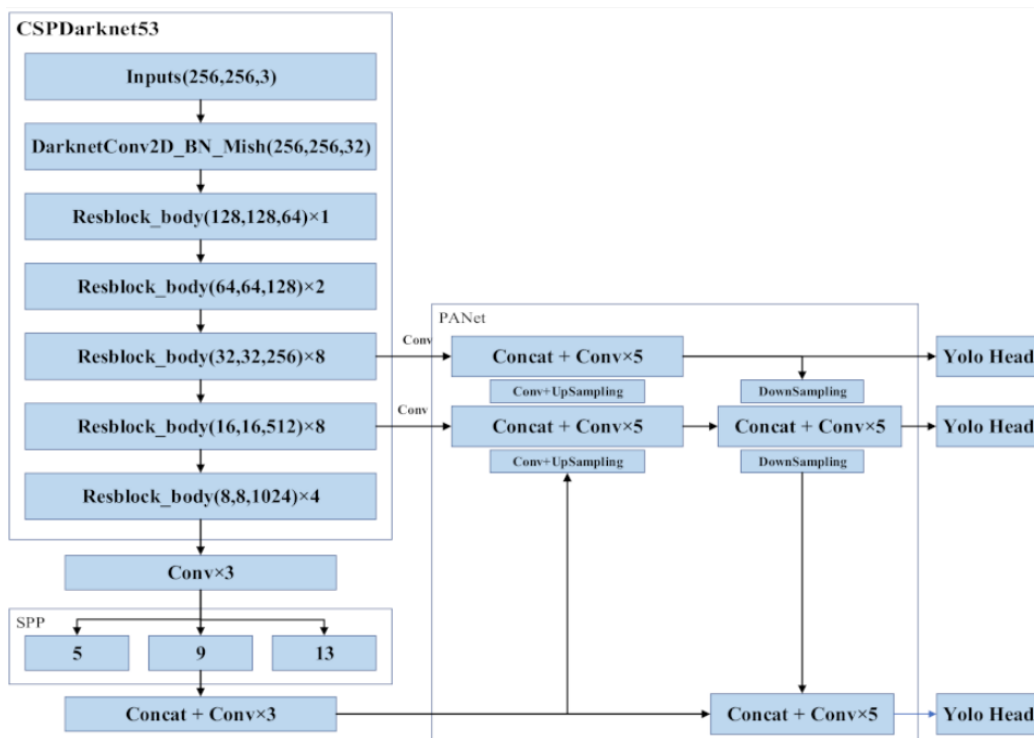 CSPDarknet53
Inputs(256,256,3)
DarknetConv2D_BN_Mish(256,256,32)
Resblock_body(128,128,64)×1
Resblock_body(64,64,128)×2
Resblock_body(32,32,256)×8
Resblock_body(16,16,512)×8
Resblock_body(8,8,1024)×4
Conv×3
SPP
5
9
13
Concat + Conv×3
Conv
Conv
PANet
Concat + Conv×5
Conv+UpSampling
DownSampling
Concat + Conv×5
Concat + Conv×5
Conv+UpSampling
DownSampling
Concat + Conv×5
Yolo Head
Yolo Head
Yolo Head